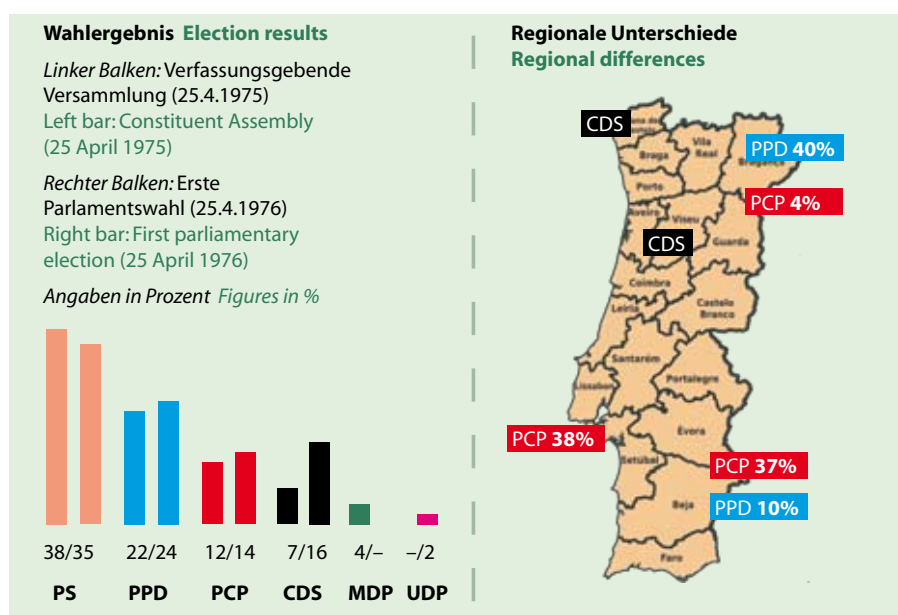 Wahlergebnis Election results
Linker Balken: Verfassungsgebende
Versammlung (25.4.1975)
Left bar: Constituent Assembly
(25 April 1975)
Rechter Balken: Erste
Parlamentswahl (25.4.1976)
Right bar: First parliamentary
election (25 April 1976)
Angaben in Prozent Figures in %
38/35 22/24 12/14 7/16 4/– –/2
PS PPD PCP CDS MDP UDP
Regionale Unterschiede
Regional differences
CDS
Braga
Vila
Real
Bragança
PPD 40%
Porto
PCP 4%
Aveiro
Viseu
Guarda
CDS
Coimbra
Castelo
Branco
Leiria
Santarém
Lissabon
Portalegre
PCP 38%
Evora
Setúbal
PCP 37%
Beja
PPD 10%
Faro